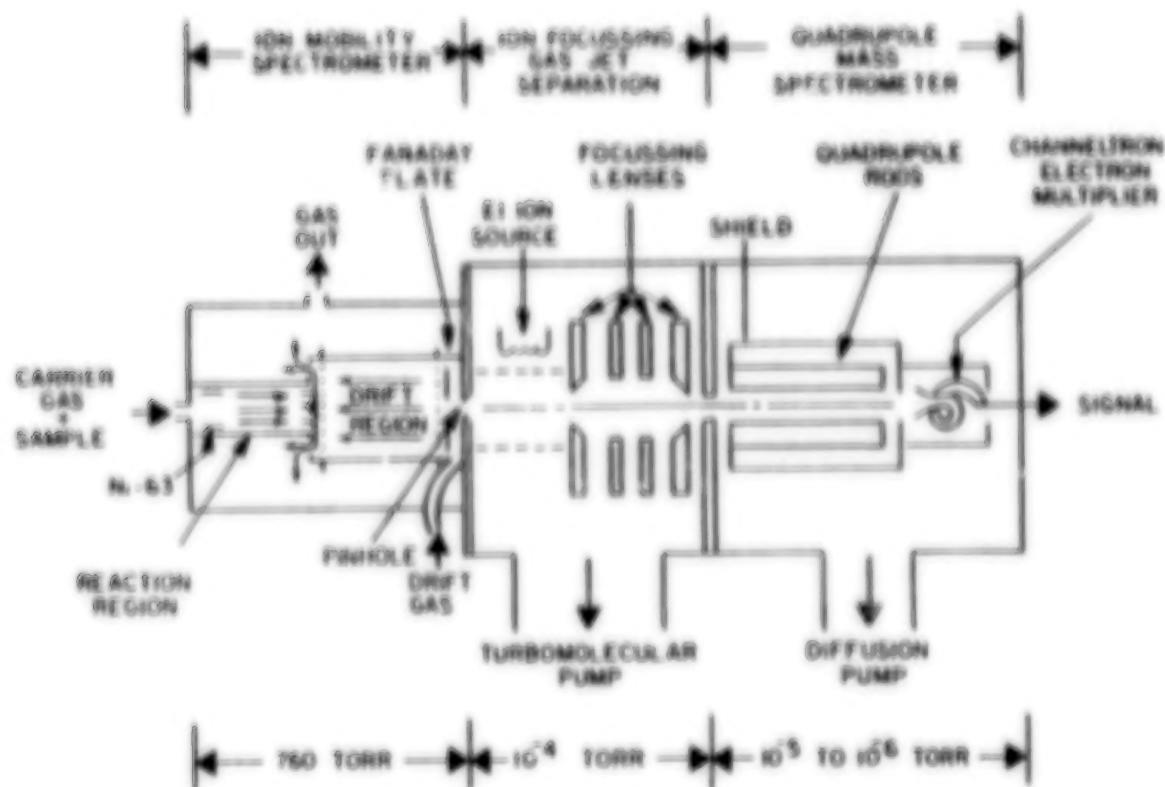 ION MOBILITY
SPECTROMETER
ION FOCUSSING
GAS JET
SEPARATION
QUADRUPOLE
MASS
SPECTROMETER
FARADAY
PLATE
FOCUSSING
LENSES
QUADRUPOLE
RODS
CHANNELTRON
ELECTRON
MULTIPLIER
GAS
OUT
EI ION
SOURCE
SHIELD
CARRIER
GAS
+
SAMPLE
DRIFT
REGION
SIGNAL
Ni-63
PINHOLE
REACTION
REGION
DRIFT
GAS
TURBOMOLECULAR
PUMP
DIFFUSION
PUMP
760 TORR
10⁻⁴ TORR
10⁻⁵ TO 10⁻⁶ TORR